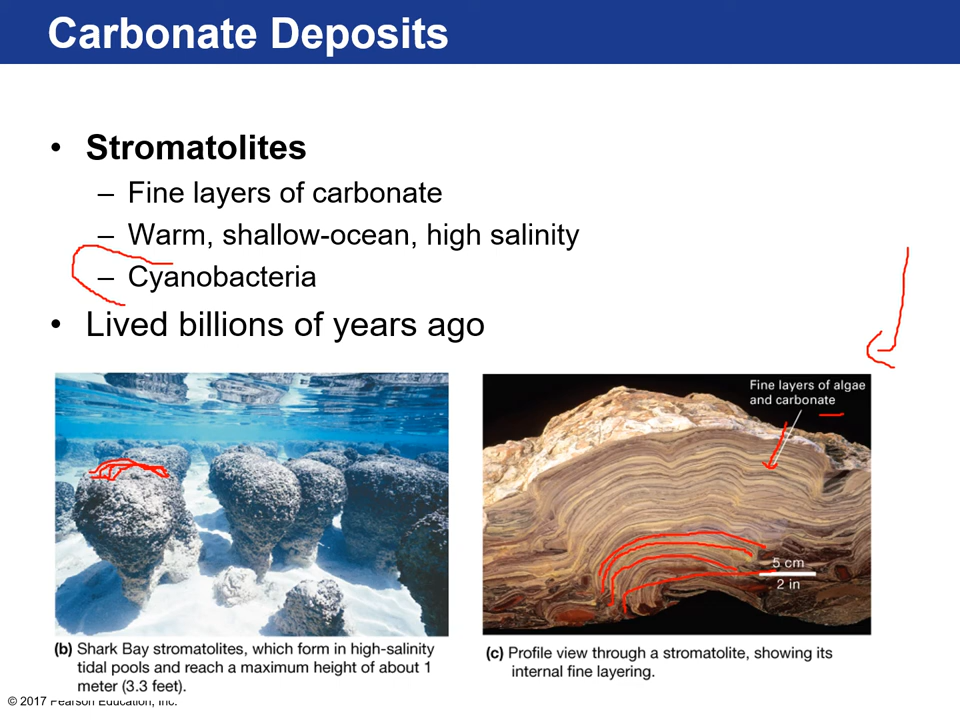 Carbonate Deposits
• Stromatolites
– Fine layers of carbonate
– Warm, shallow-ocean, high salinity
– Cyanobacteria
• Lived billions of years ago
Fine layers of algae
and carbonate
5 cm
2 in
(b) Shark Bay stromatolites, which form in high-salinity
tidal pools and reach a maximum height of about 1
meter (3.3 feet).
(c) Profile view through a stromatolite, showing its
internal fine layering.
© 2017 Pearson Education, Inc.